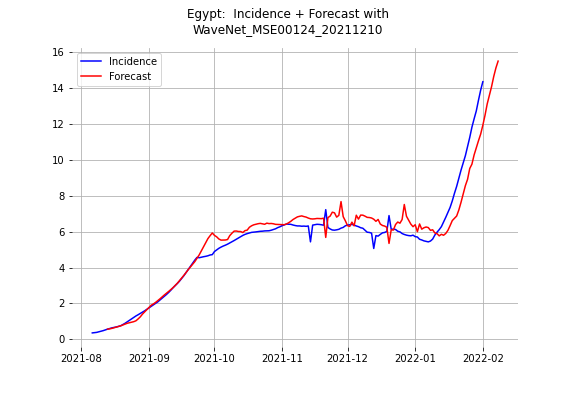 Egypt: Incidence + Forecast with
WaveNet_MSE00124_20211210
Incidence
Forecast
16
14
12
10
8
6
4
2
0
2021-08 2021-09 2021-10 2021-11 2021-12 2022-01 2022-02